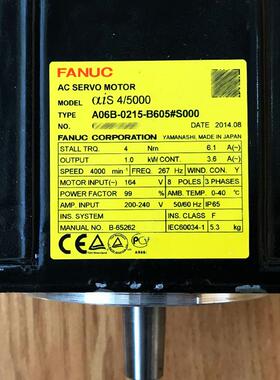 FANUC
AC SERVO MOTOR
MODEL αiS 4/5000
TYPE A06B-0215-B605#S000
NO. DATE 2014.08
FANUC CORPORATION YAMANASHI, MADE IN JAPAN
STALL TRQ. 4 Nm 6.1 A(~)
OUTPUT 1.0 kW CONT. 3.6 A(~)
SPEED 4000 min⁻¹ FREQ. 267 Hz WIND. CON. Y
MOTOR INPUT(~) 164 V 8 POLES 3 PHASES
POWER FACTOR 99 % AMB. TEMP. 0-40 ℃
AMP. INPUT 200-240 V 50/60 Hz IP65
INS. SYSTEM INS. CLASS F
MANUAL NO. B-65262 IEC60034-1 5.3 kg
CE